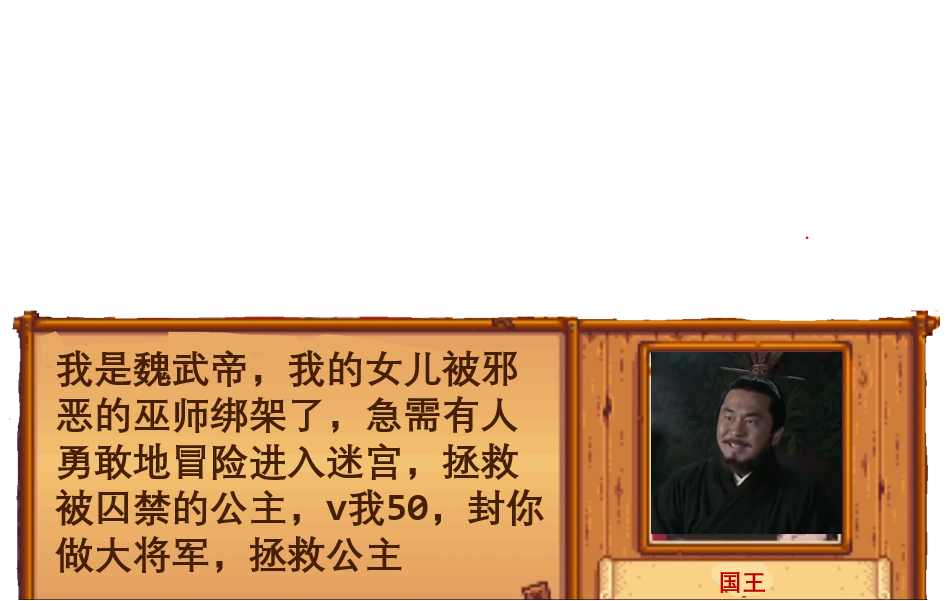 我是魏武帝，我的女儿被邪
恶的巫师绑架了，急需有人
勇敢地冒险进入迷宫，拯救
被囚禁的公主，v我50，封你
做大将军，拯救公主
国王